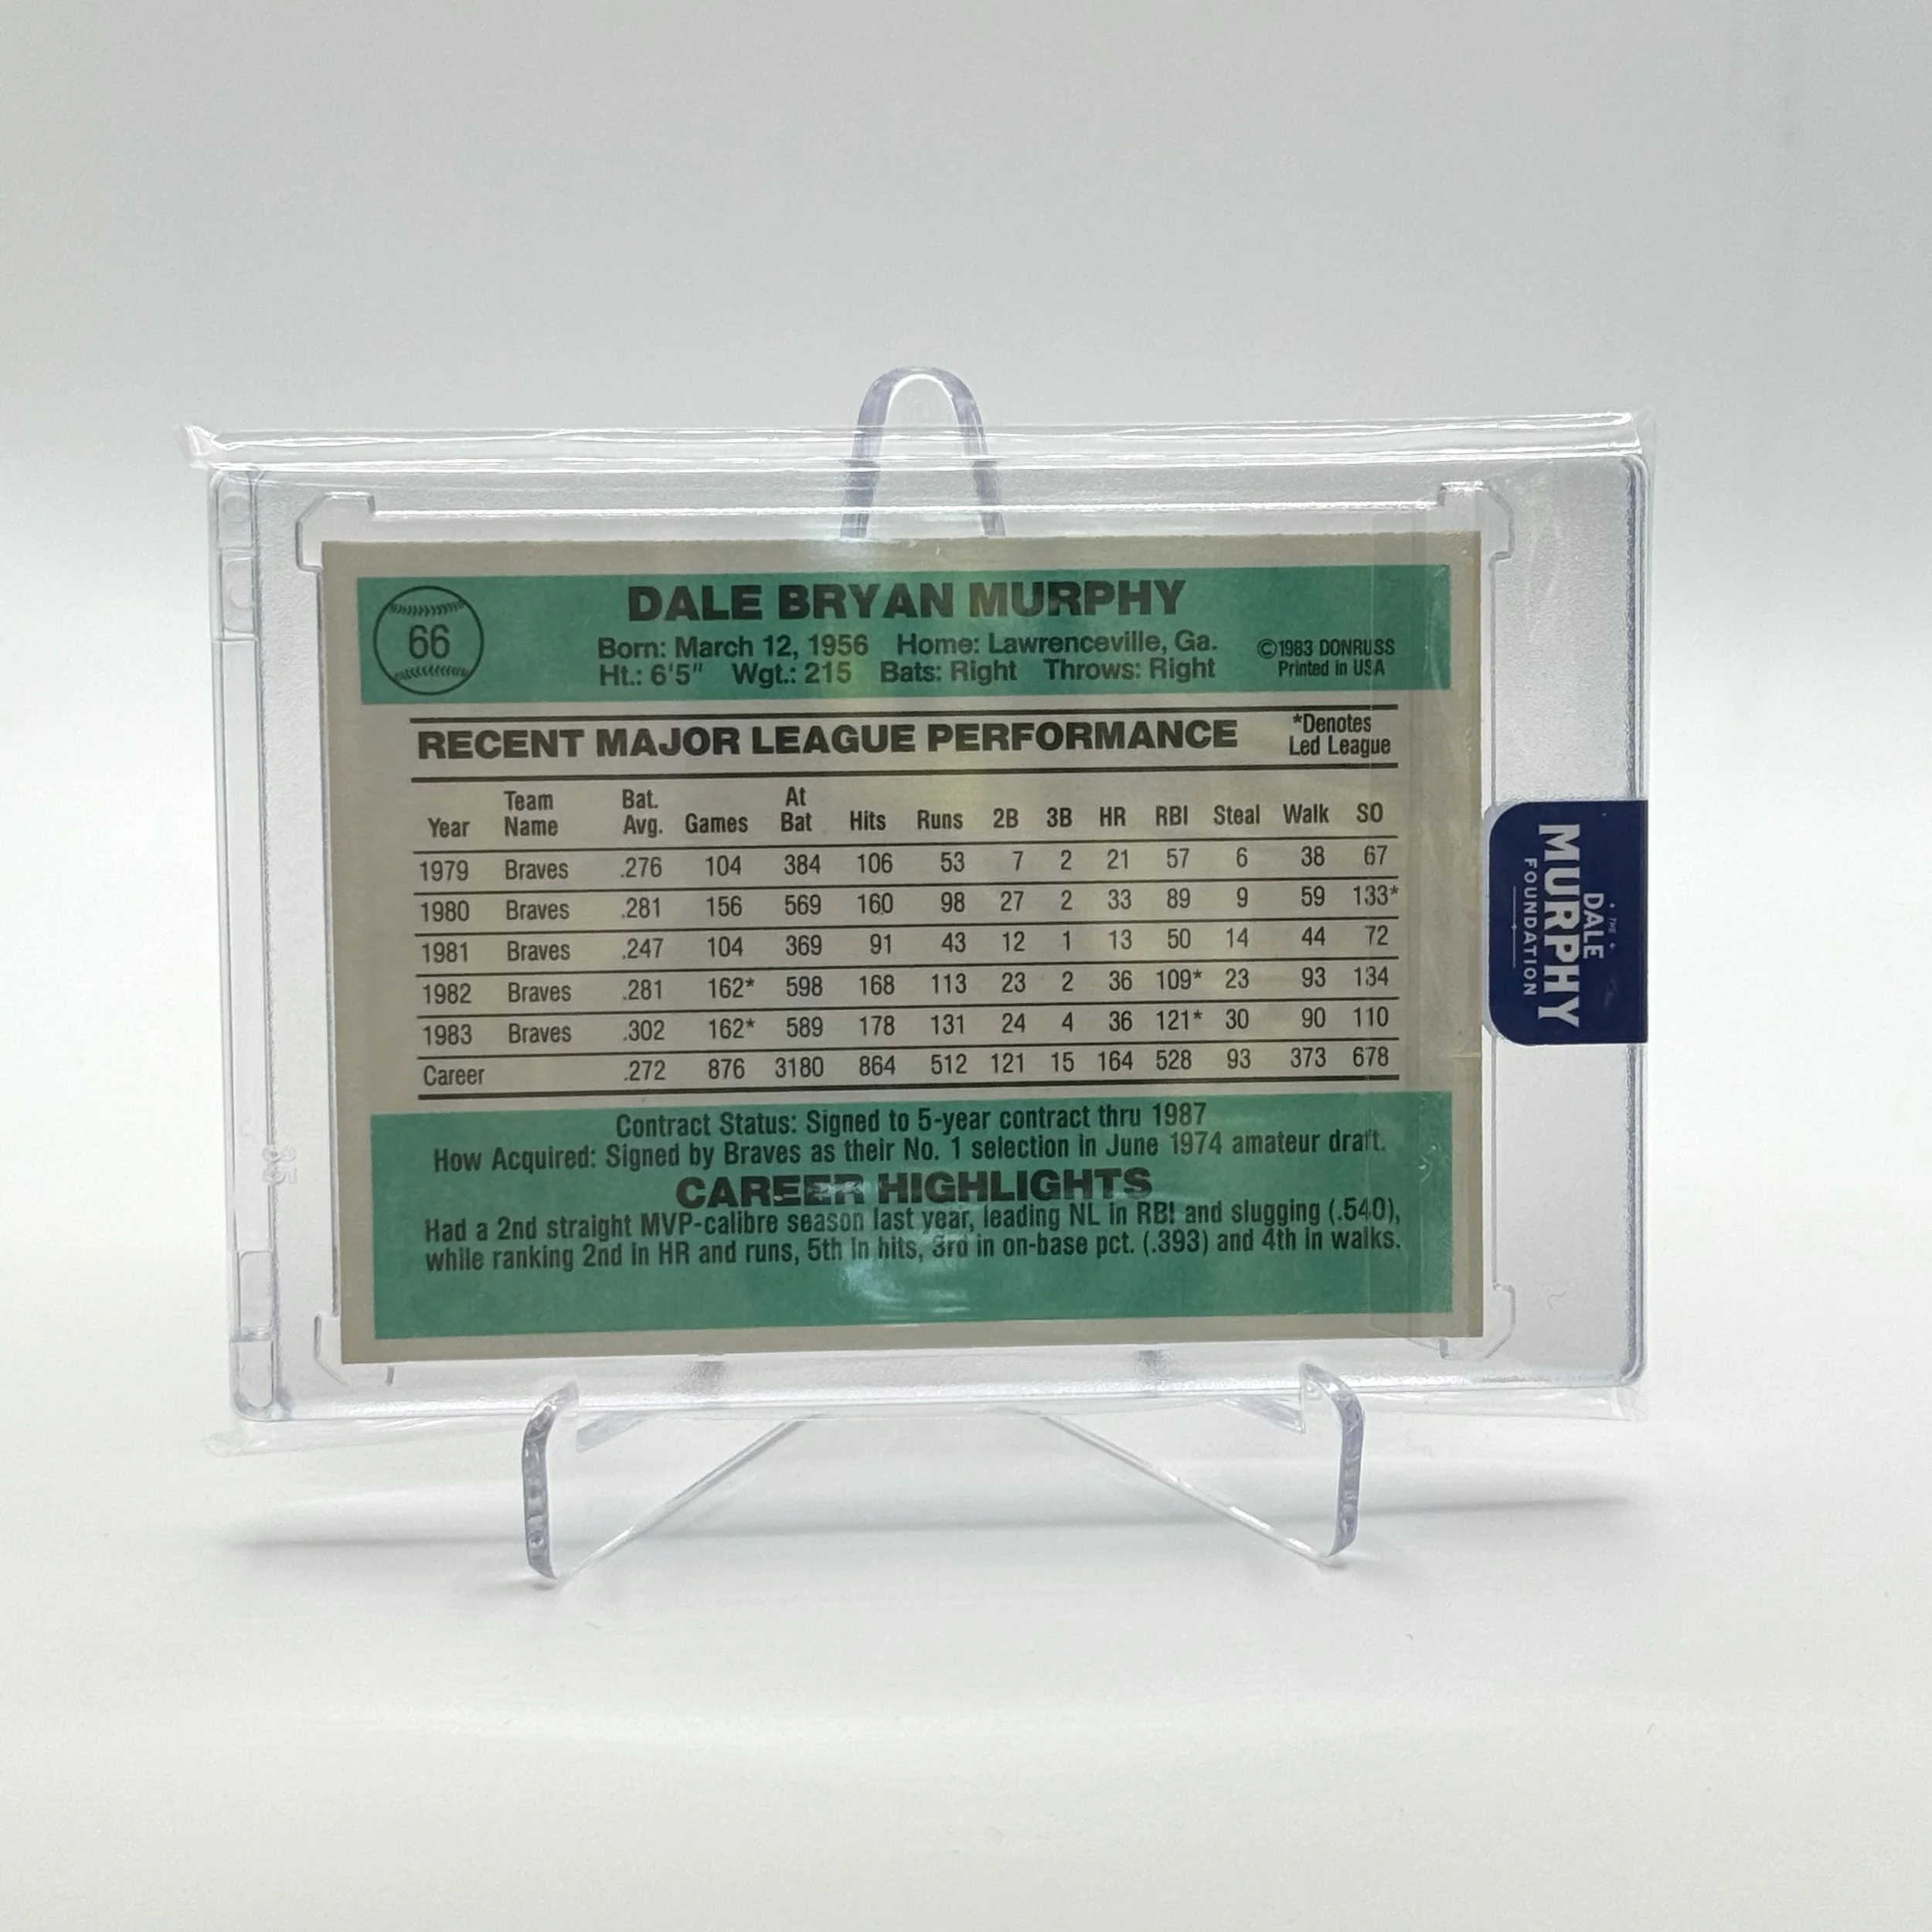 66
DALE BRYAN MURPHY
Born: March 12, 1956 Home: Lawrenceville, Ga.
Ht.: 6'5" Wgt.: 215 Bats: Right Throws: Right
©1983 DONRUSS
Printed in USA
RECENT MAJOR LEAGUE PERFORMANCE
*Denotes
Led League
Year Team Name Bat. Avg. Games At Bat Hits Runs 2B 3B HR RBI Steal Walk SO
1979 Braves .276 104 384 106 53 7 2 21 57 6 38 67
1980 Braves .281 156 569 160 98 27 2 33 89 9 59 133*
1981 Braves .247 104 369 91 43 12 1 13 50 14 44 72
1982 Braves .281 162* 598 168 113 23 2 36 109* 23 93 134
1983 Braves .302 162* 589 178 131 24 4 36 121* 30 90 110
Career .272 876 3180 864 512 121 15 164 528 93 373 678
Contract Status: Signed to 5-year contract thru 1987
How Acquired: Signed by Braves as their No. 1 selection in June 1974 amateur draft.
CAREER HIGHLIGHTS
Had a 2nd straight MVP-calibre season last year, leading NL in RBI and slugging (.540),
while ranking 2nd in HR and runs, 5th in hits, 3rd in on-base pct. (.393) and 4th in walks.
THE
DALE
MURPHY
FOUNDATION